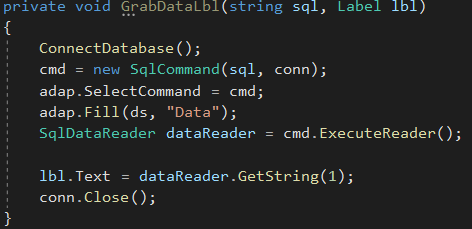 private void GrabDataLbl(string sql, Label lbl)
{
ConnectDatabase();
cmd = new SqlCommand(sql, conn);
adap.SelectCommand = cmd;
adap.Fill(ds, "Data");
SqlDataReader dataReader = cmd.ExecuteReader();
lbl.Text = dataReader.GetString(1);
conn.Close();
}